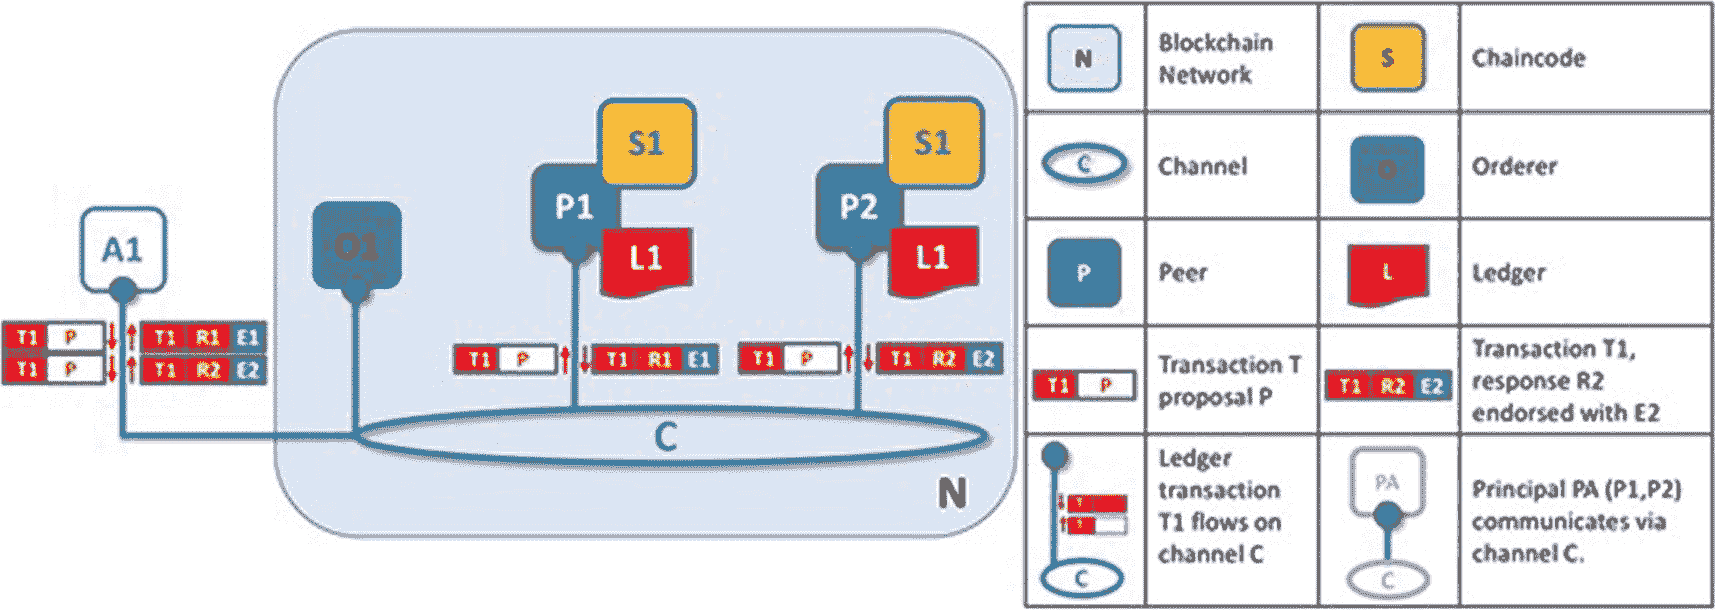 A1
T1 P
T1 R1 E1
T1 P
T1 R2 E2
O1
P1
S1
L1
P2
S1
L1
T1 P
T1 R1 E1
T1 P
T1 R2 E2
C
N
N
Blockchain
Network
S
Chaincode
C
Channel
O
Orderer
P
Peer
L
Ledger
T1 P
Transaction T
proposal P
T1 R2 E2
Transaction T1,
response R2
endorsed with E2
C
Ledger
transaction
T1 flows on
channel C
PA
C
Principal PA (P1,P2)
communicates via
channel C.